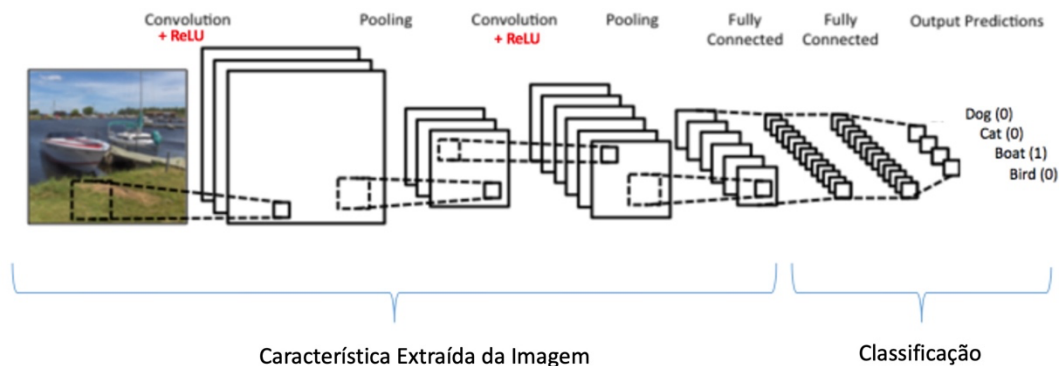 Convolution
+ ReLU
Pooling
Convolution
+ ReLU
Pooling
Fully
Connected
Fully
Connected
Output Predictions
Dog (0)
Cat (0)
Boat (1)
Bird (0)
Característica Extraída da Imagem
Classificação